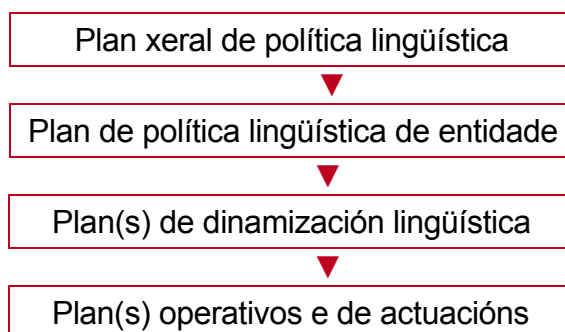 Plan xeral de política lingüística
Plan de política lingüística de entidade
Plan(s) de dinamización lingüística
Plan(s) operativos e de actuacións